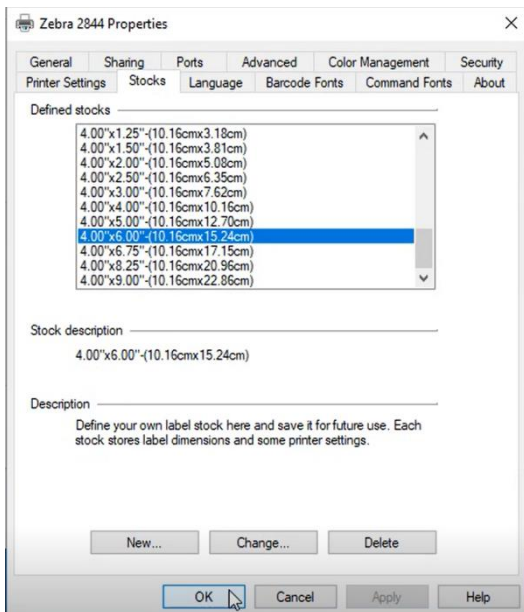 Zebra 2844 Properties
General Sharing Ports Advanced Color Management Security
Printer Settings Stocks Language Barcode Fonts Command Fonts About
Defined stocks
4.00"x1.25"-(10.16cmx3.18cm)
4.00"x1.50"-(10.16cmx3.81cm)
4.00"x2.00"-(10.16cmx5.08cm)
4.00"x2.50"-(10.16cmx6.35cm)
4.00"x3.00"-(10.16cmx7.62cm)
4.00"x4.00"-(10.16cmx10.16cm)
4.00"x5.00"-(10.16cmx12.70cm)
4.00"x6.00"-(10.16cmx15.24cm)
4.00"x6.75"-(10.16cmx17.15cm)
4.00"x8.25"-(10.16cmx20.96cm)
4.00"x9.00"-(10.16cmx22.86cm)
Stock description
4.00"x6.00"-(10.16cmx15.24cm)
Description
Define your own label stock here and save it for future use. Each
stock stores label dimensions and some printer settings.
New... Change... Delete
OK Cancel Apply Help